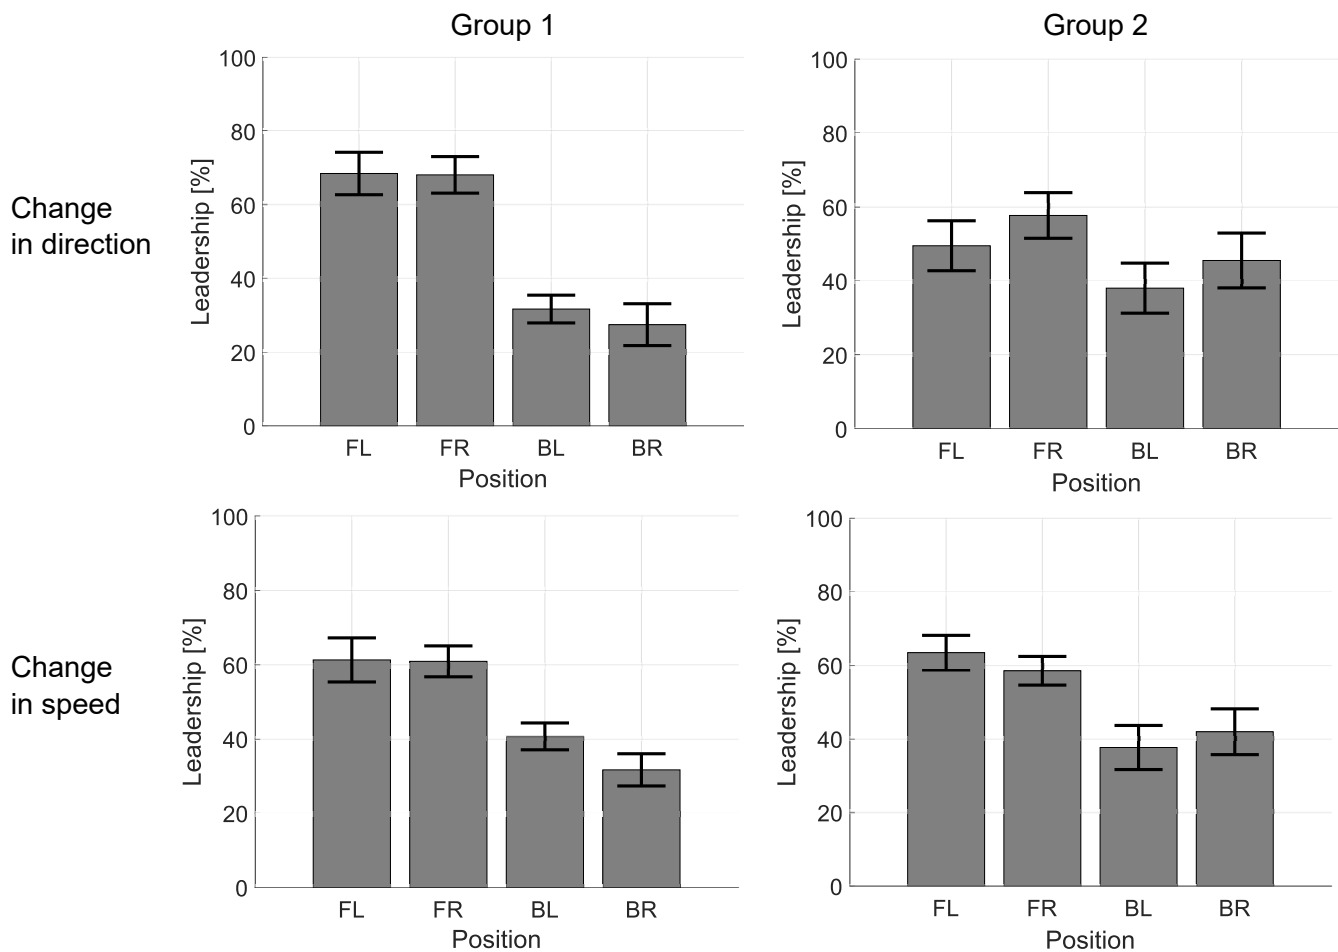 Group 1
Group 2
Change
in direction
Leadership [%]
100
80
60
40
20
0
FL FR BL BR
Position
Leadership [%]
100
80
60
40
20
0
FL FR BL BR
Position
Change
in speed
Leadership [%]
100
80
60
40
20
0
FL FR BL BR
Position
Leadership [%]
100
80
60
40
20
0
FL FR BL BR
Position